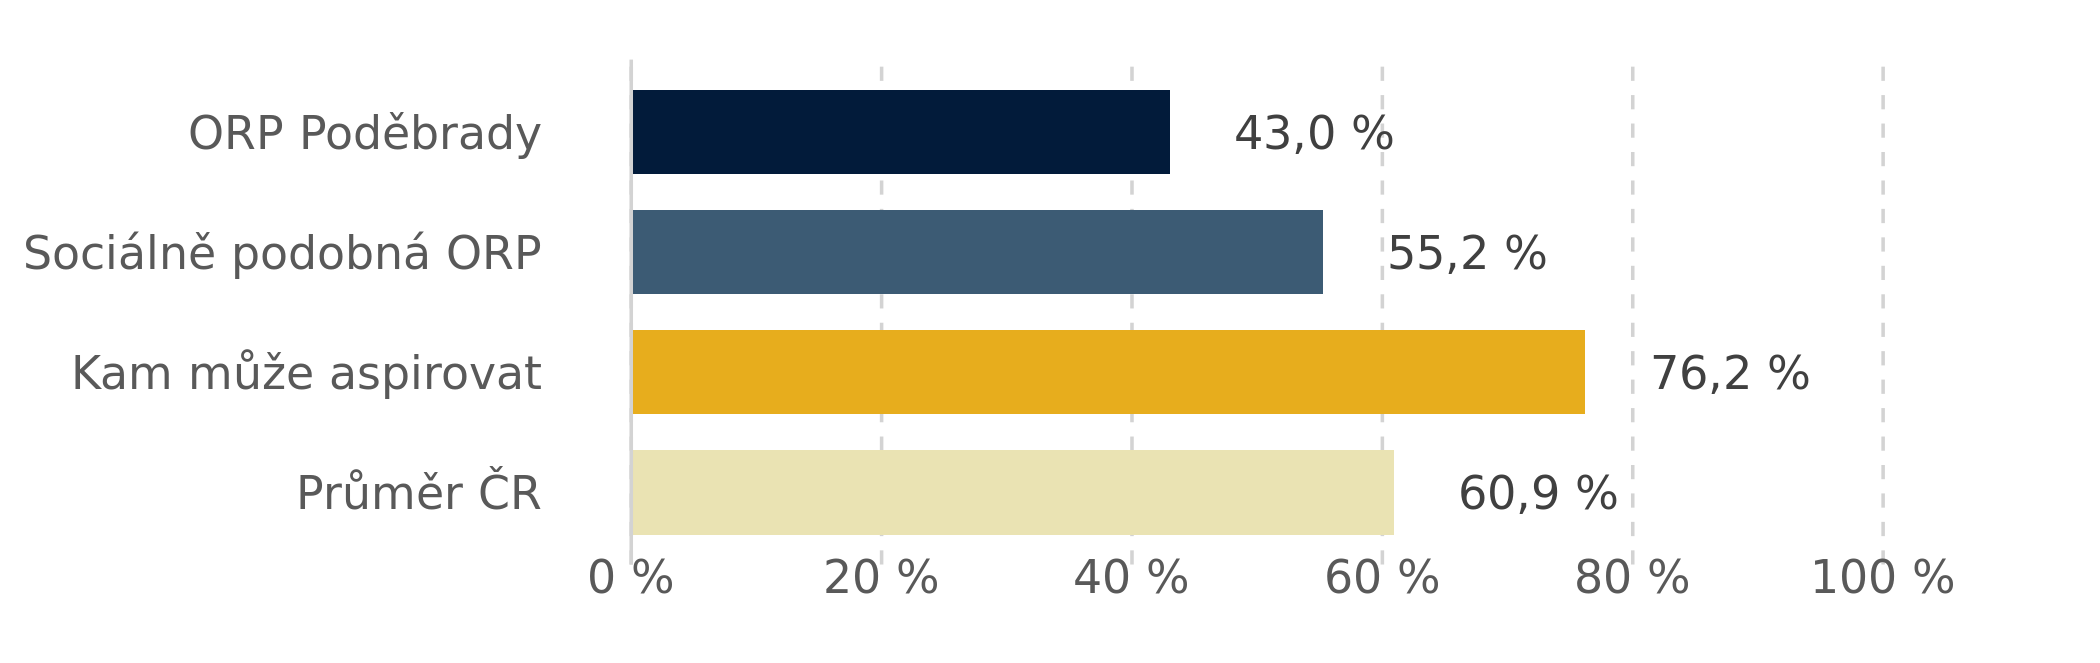 ORP Poděbrady 43,0 %
Sociálně podobná ORP 55,2 %
Kam může aspirovat 76,2 %
Průměr ČR 60,9 %
0 % 20 % 40 % 60 % 80 % 100 %